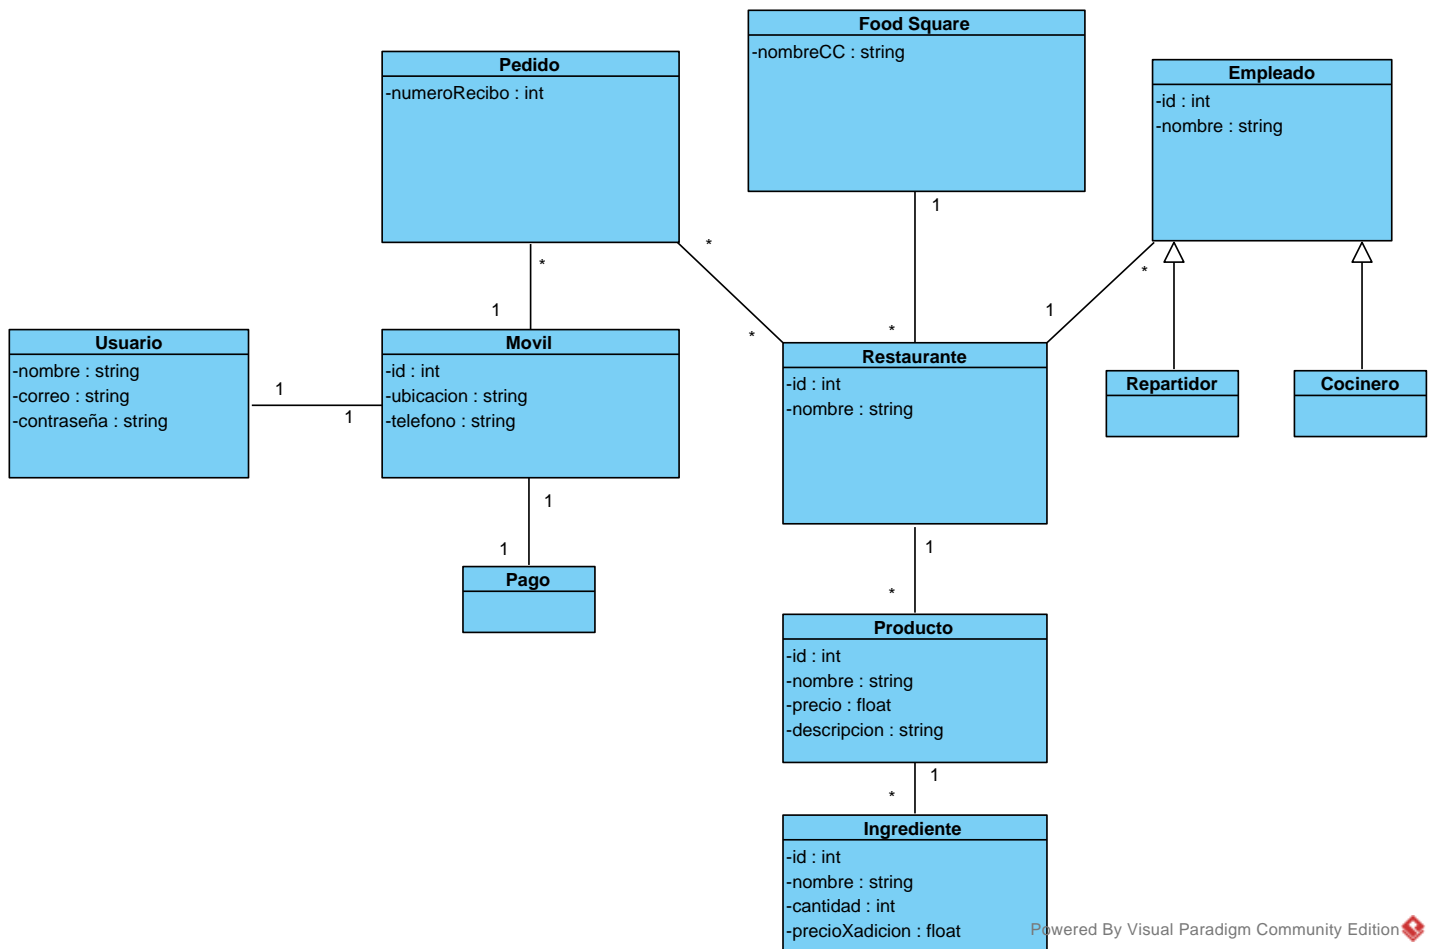 Food Square
-nombreCC : string
Pedido
-numeroRecibo : int
Empleado
-id : int
-nombre : string
1
*
*
*
1
1
*
*
*
1
Usuario
-nombre : string
-correo : string
-contraseña : string
Movil
-id : int
-ubicacion : string
-telefono : string
Restaurante
-id : int
-nombre : string
Repartidor
Cocinero
1
1
1
1
Pago
1
*
Producto
-id : int
-nombre : string
-precio : float
-descripcion : string
1
*
Ingrediente
-id : int
-nombre : string
-cantidad : int
-precioXadicion : float
Powered By Visual Paradigm Community Edition